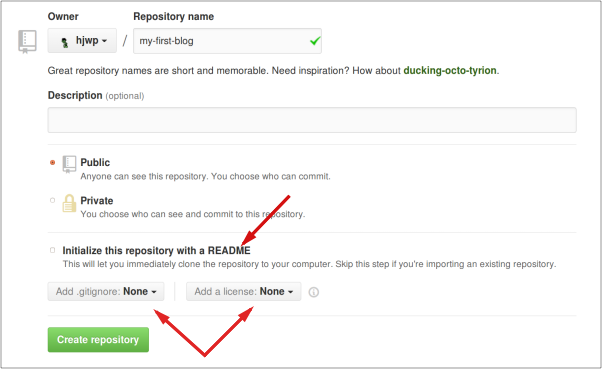 Owner Repository name
hjwp / my-first-blog
Great repository names are short and memorable. Need inspiration? How about ducking-octo-tyrion.
Description (optional)
Public
Anyone can see this repository. You choose who can commit.
Private
You choose who can see and commit to this repository.
Initialize this repository with a README
This will let you immediately clone the repository to your computer. Skip this step if you're importing an existing repository.
Add .gitignore: None Add a license: None
Create repository